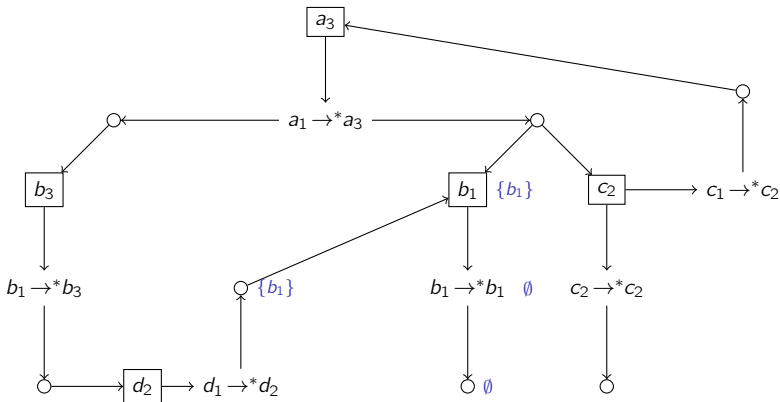 a₃
a₁ →* a₃
b₃
b₁ {b₁}
c₂
c₁ →* c₂
b₁ →* b₃
{b₁}
b₁ →* b₁ ∅
c₂ →* c₂
d₂
d₁ →* d₂
∅